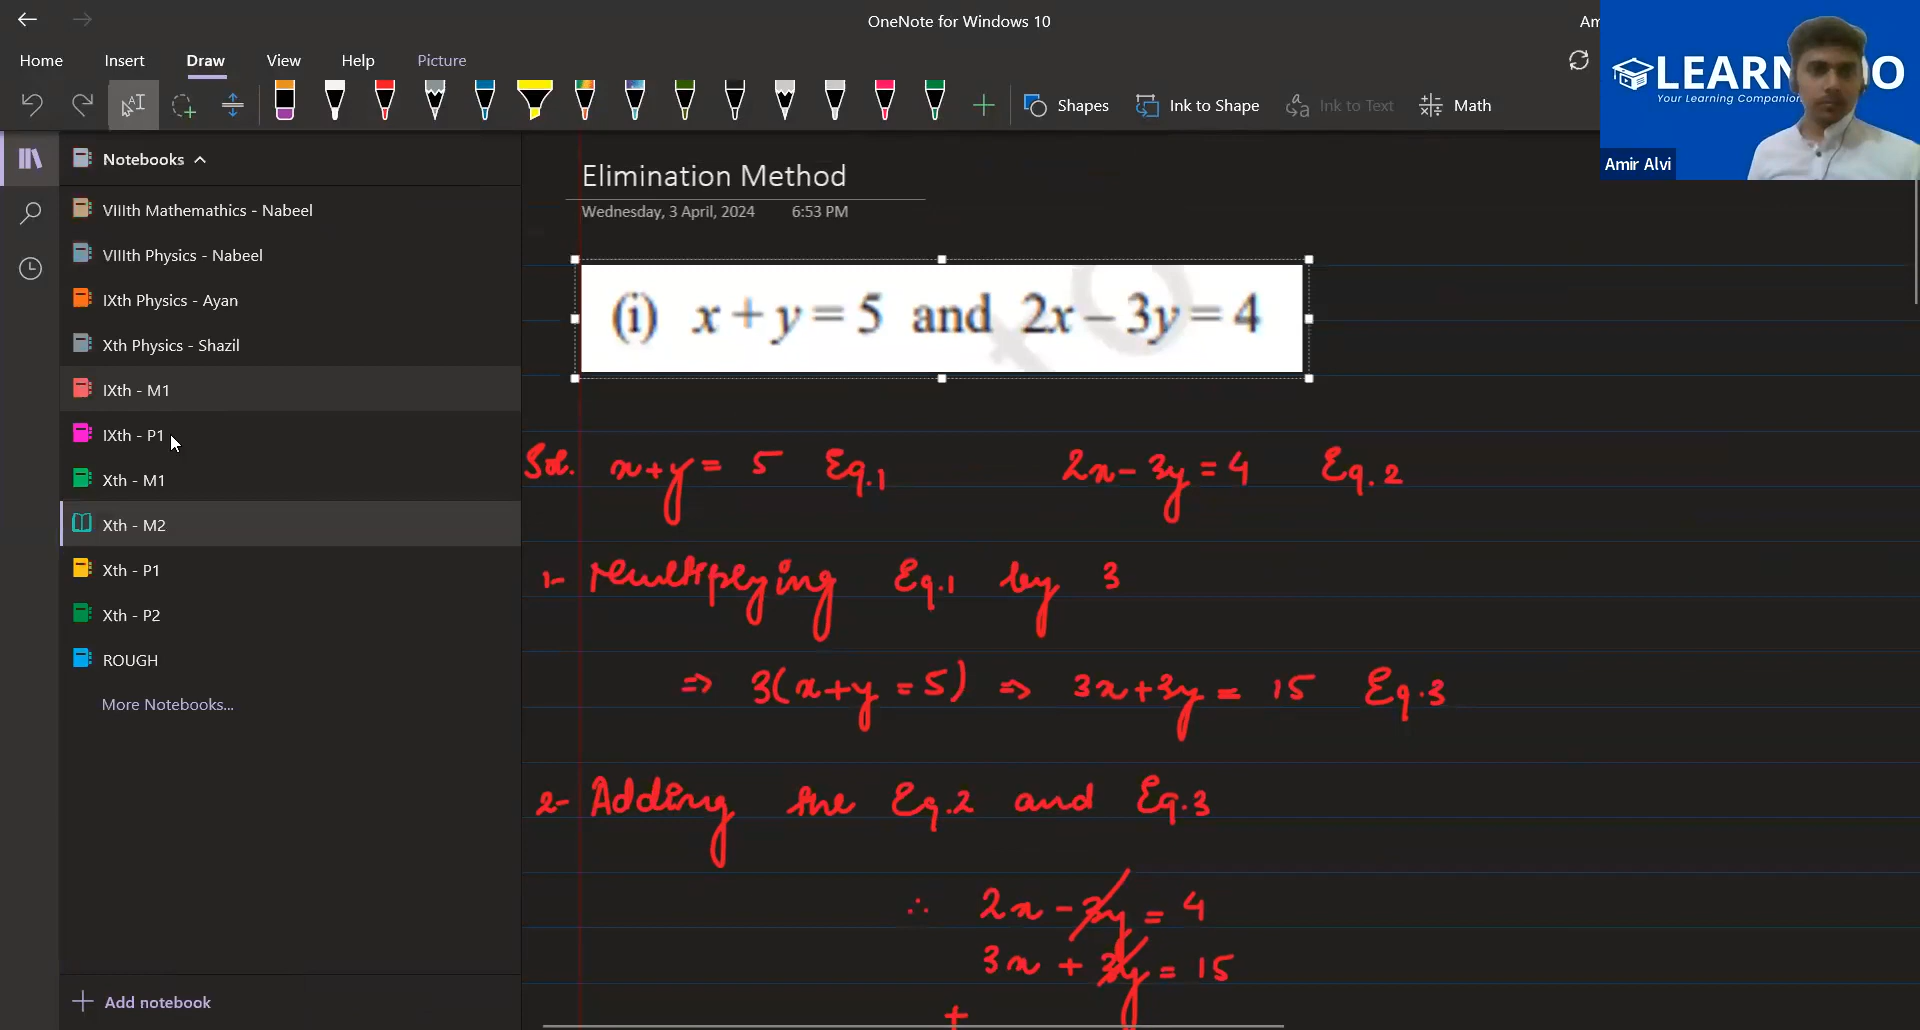 OneNote for Windows 10
Am
Home Insert Draw View Help Picture
Shapes Ink to Shape Ink to Text Math
LEARN OO
Your Learning Companion
Amir Alvi
Notebooks
VIIIth Mathemathics - Nabeel
VIIIth Physics - Nabeel
IXth Physics - Ayan
Xth Physics - Shazil
IXth - M1
IXth - P1
Xth - M1
Xth - M2
Xth - P1
Xth - P2
ROUGH
More Notebooks...
Add notebook
Elimination Method
Wednesday, 3 April, 2024 6:53 PM
(i) x + y = 5 and 2x – 3y = 4
Sol. x+y = 5 Eq.1 2x-3y = 4 Eq.2
1- Multiplying Eq.1 by 3
⇒ 3(x+y = 5) ⇒ 3x+3y = 15 Eq.3
2- Adding the Eq.2 and Eq.3
∴ 2x - 3y = 4
3x + 3y = 15
+